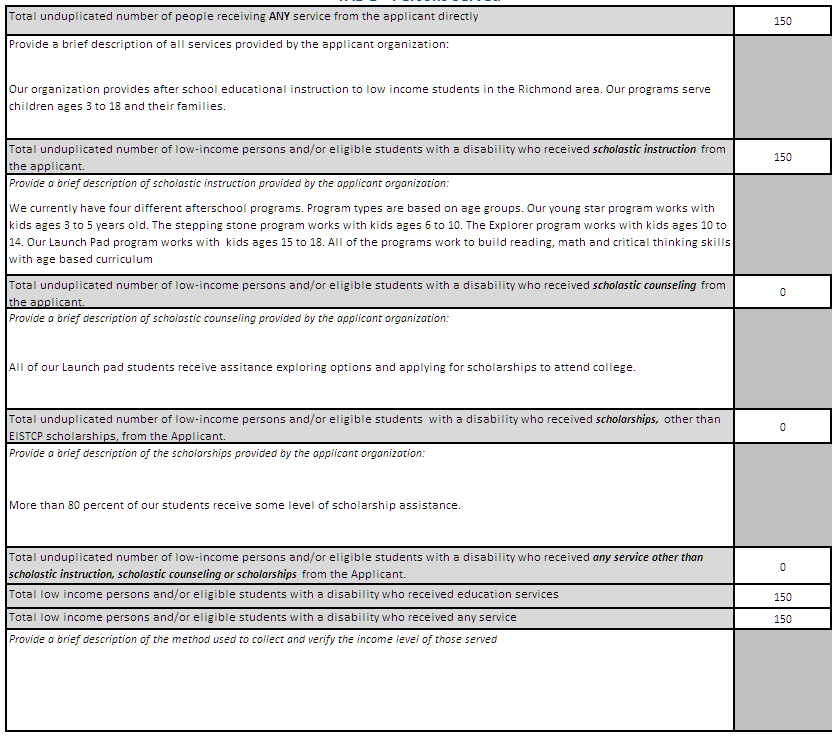 Total unduplicated number of people receiving ANY service from the applicant directly
150
Provide a brief description of all services provided by the applicant organization:
Our organization provides after school educational instruction to low income students in the Richmond area. Our programs serve
children ages 3 to 18 and their families.
Total unduplicated number of low-income persons and/or eligible students with a disability who received scholastic instruction from
the applicant.
150
Provide a brief description of scholastic instruction provided by the applicant organization:
We currently have four different afterschool programs. Program types are based on age groups. Our young star program works with
kids ages 3 to 5 years old. The stepping stone program works with kids ages 6 to 10. The Explorer program works with kids ages 10 to
14. Our Launch Pad program works with kids ages 15 to 18. All of the programs work to build reading, math and critical thinking skills
with age based curriculum
Total unduplicated number of low-income persons and/or eligible students with a disability who received scholastic counseling from
the applicant.
0
Provide a brief description of scholastic counseling provided by the applicant organization:
All of our Launch pad students receive assitance exploring options and applying for scholarships to attend college.
Total unduplicated number of low-income persons and/or eligible students with a disability who received scholarships, other than
EISTCP scholarships, from the Applicant.
0
Provide a brief description of the scholarships provided by the applicant organization:
More than 80 percent of our students receive some level of scholarship assistance.
Total unduplicated number of low-income persons and/or eligible students with a disability who received any service other than
scholastic instruction, scholastic counseling or scholarships from the Applicant.
0
Total low income persons and/or eligible students with a disability who received education services
150
Total low income persons and/or eligible students with a disability who received any service
150
Provide a brief description of the method used to collect and verify the income level of those served